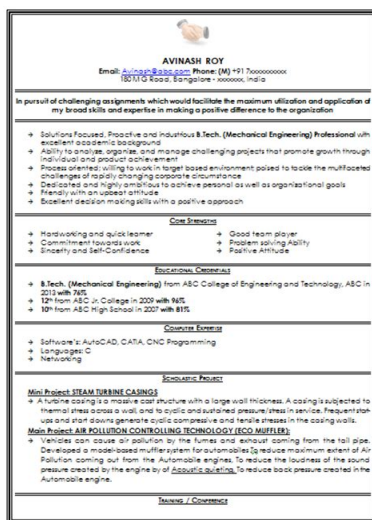 AVINASH ROY
Email: Avinash@abc.com Phone: (M) +91 7xxxxxxxxxx
180 M G Road, Bangalore - xxxxxxx, India
In pursuit of challenging assignments which would facilitate the maximum utilization and application of
my broad skills and expertise in making a positive difference to the organization
→ Solutions Focused, Proactive and industrious B.Tech. (Mechanical Engineering) Professional with
excellent academic background
→ Ability to analyze, organize, and manage challenging projects that promote growth through
individual and product achievement
→ Process oriented; willing to work in target based environment poised to tackle the multifaceted
challenges of rapidly changing corporate circumstance
→ Dedicated and highly ambitious to achieve personal as well as organizational goals
→ Friendly with an upbeat attitude
→ Excellent decision making skills with a positive approach
CORE STRENGTHS
→ Hardworking and quick learner → Good team player
→ Commitment towards work → Problem solving Ability
→ Sincerity and Self-Confidence → Positive Attitude
EDUCATIONAL CREDENTIALS
→ B.Tech. (Mechanical Engineering) from ABC College of Engineering and Technology, ABC in
2013 with 76%
→ 12th from ABC Jr. College in 2009 with 96%
→ 10th from ABC High School in 2007 with 81%
COMPUTER EXPERTISE
→ Software's: AutoCAD, CATIA, CNC Programming
→ Languages: C
→ Networking
SCHOLASTIC PROJECT
Mini Project: STEAM TURBINE CASINGS
→ A turbine casing is a massive cast structure with a large wall thickness. A casing is subjected to
thermal stress across a wall, and to cyclic and sustained pressure/stress in service. Frequent start-
ups and start downs generate cyclic compressive and tensile stresses in the casing walls.
Main Project: AIR POLLUTION CONTROLLING TECHNOLOGY (ECO MUFFLER):
→ Vehicles can cause air pollution by the fumes and exhaust coming from the tail pipe.
Developed a model-based muffler system for automobiles To reduce maximum extent of Air
Pollution coming out from the Automobile engines. To reduce the loudness of the sound
pressure created by the engine by of Acoustic quieting. To reduce back pressure created in the
Automobile engine.
TRAINING / CONFERENCE